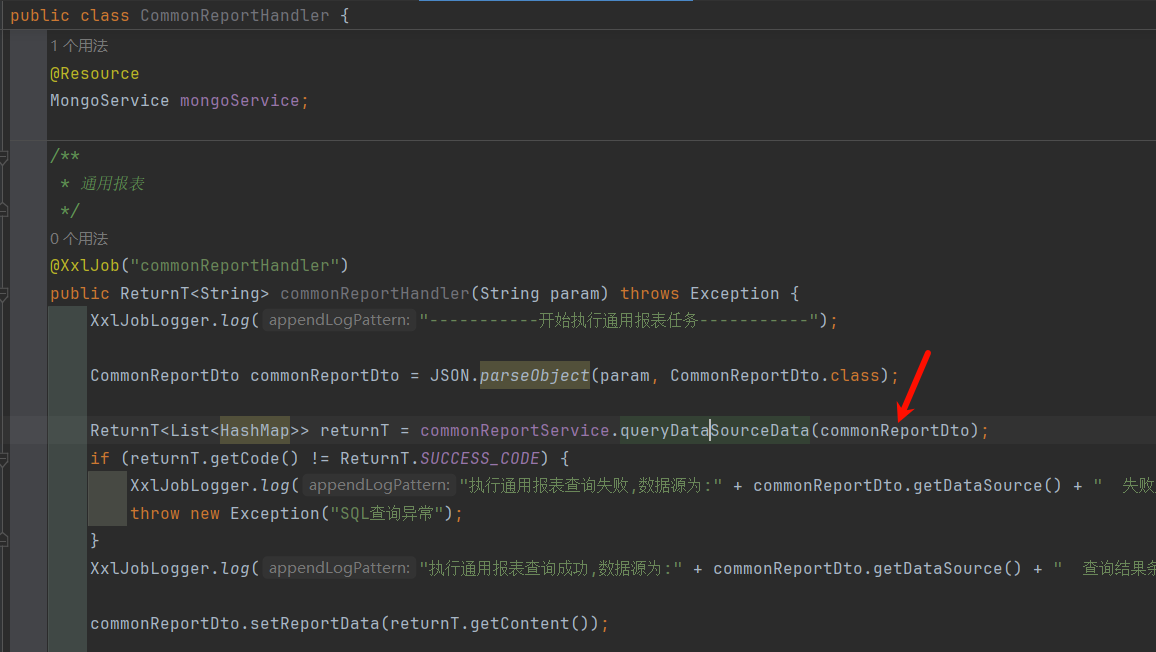 public class CommonReportHandler {
1 个用法
@Resource
MongoService mongoService;
/**
* 通用报表
*/
0 个用法
@XxlJob("commonReportHandler")
public ReturnT<String> commonReportHandler(String param) throws Exception {
XxlJobLogger.log( appendLogPattern: "-----------开始执行通用报表任务-----------");
CommonReportDto commonReportDto = JSON.parseObject(param, CommonReportDto.class);
ReturnT<List<HashMap>> returnT = commonReportService.queryDataSourceData(commonReportDto);
if (returnT.getCode() != ReturnT.SUCCESS_CODE) {
XxlJobLogger.log( appendLogPattern: "执行通用报表查询失败,数据源为:" + commonReportDto.getDataSource() + "  失败
throw new Exception("SQL查询异常");
}
XxlJobLogger.log( appendLogPattern: "执行通用报表查询成功,数据源为:" + commonReportDto.getDataSource() + "  查询结果条
commonReportDto.setReportData(returnT.getContent());